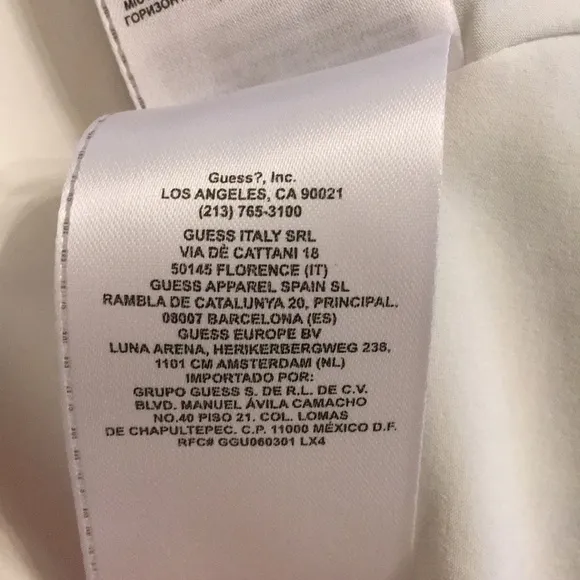 ГОРИЗОНТ
Guess?, Inc.
LOS ANGELES, CA 90021
(213) 765-3100
GUESS ITALY SRL
VIA DÈ CATTANI 18
50145 FLORENCE (IT)
GUESS APPAREL SPAIN SL
RAMBLA DE CATALUNYA 20, PRINCIPAL,
08007 BARCELONA (ES)
GUESS EUROPE BV
LUNA ARENA, HERIKERBERGWEG 238,
1101 CM AMSTERDAM (NL)
IMPORTADO POR:
GRUPO GUESS S. DE R.L. DE C.V.
BLVD. MANUEL ÁVILA CAMACHO
NO.40 PISO 21. COL. LOMAS
DE CHAPULTEPEC. C.P. 11000 MÉXICO D.F.
RFC# GGU060301 LX4